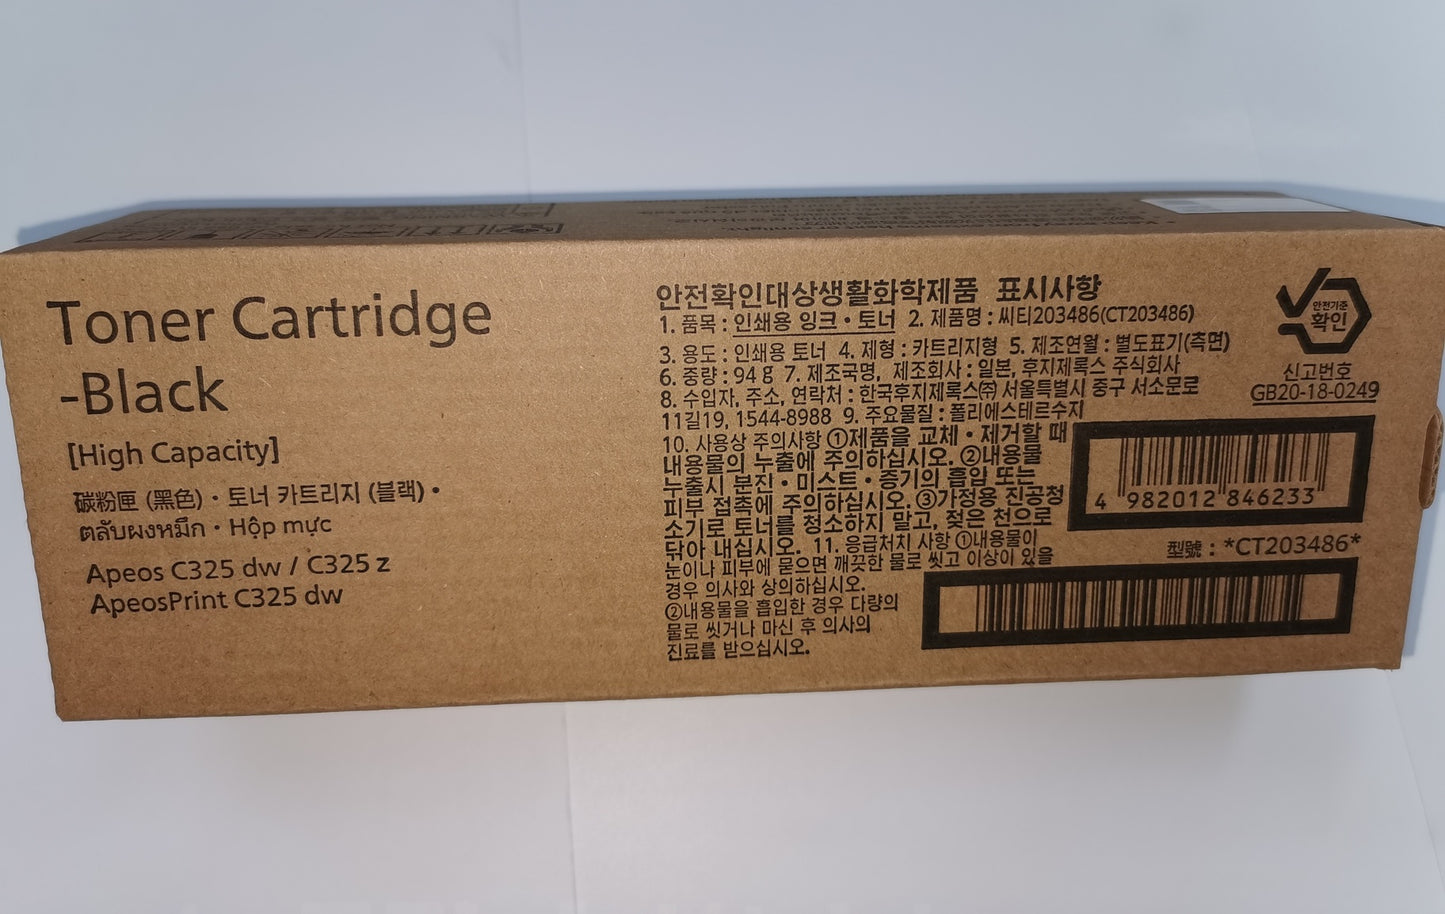 Toner Cartridge
-Black
[High Capacity]
碳粉匣 (黑色)・토너 카트리지 (블랙)・
ตลับผงหมึก・Hộp mực
Apeos C325 dw / C325 z
ApeosPrint C325 dw
안전확인대상생활화학제품 표시사항
1. 품목 : 인쇄용 잉크・토너 2. 제품명 : 씨티203486(CT203486)
3. 용도 : 인쇄용 토너 4. 제형 : 카트리지형 5. 제조연월 : 별도표기(측면)
6. 중량 : 94 g 7. 제조국명, 제조회사 : 일본, 후지제록스 주식회사
8. 수입자, 주소, 연락처 : 한국후지제록스㈜ 서울특별시 중구 서소문로
11길19, 1544-8988 9. 주요물질 : 폴리에스테르수지
10. 사용상 주의사항 ①제품을 교체・제거할 때
내용물의 누출에 주의하십시오. ②내용물
누출시 분진・미스트・증기의 흡입 또는
피부 접촉에 주의하십시오. ③가정용 진공청
소기로 토너를 청소하지 말고, 젖은 천으로
닦아 내십시오. 11. 응급처치 사항 ①내용물이
눈이나 피부에 묻으면 깨끗한 물로 씻고 이상이 있을
경우 의사와 상의하십시오.
②내용물을 흡입한 경우 다량의
물로 씻거나 마신 후 의사의
진료를 받으십시오.
안전기준
확인
신고번호
GB20-18-0249
4 982012 846233
型號 : *CT203486*